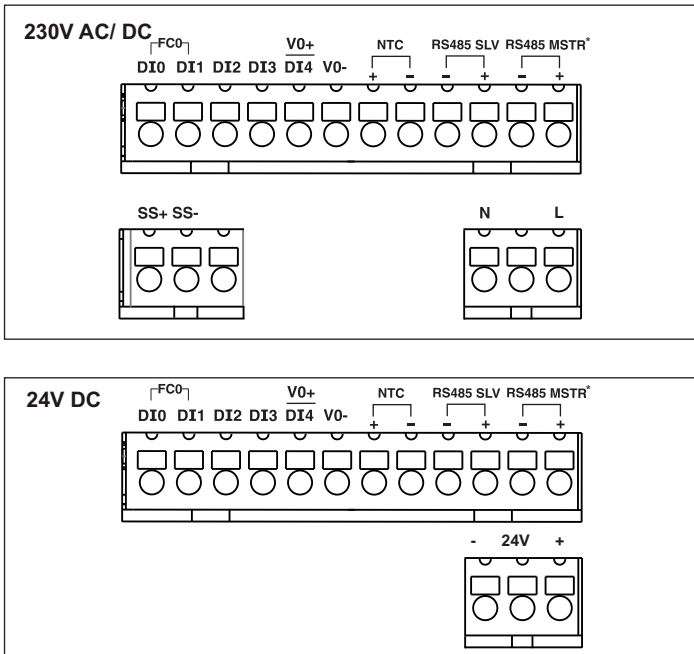 230V AC/ DC
FC0 V0+ NTC RS485 SLV RS485 MSTR*
DI0 DI1 DI2 DI3 DI4 V0- + - - + - +
SS+ SS- N L
24V DC
FC0 V0+ NTC RS485 SLV RS485 MSTR*
DI0 DI1 DI2 DI3 DI4 V0- + - - + - +
- 24V +